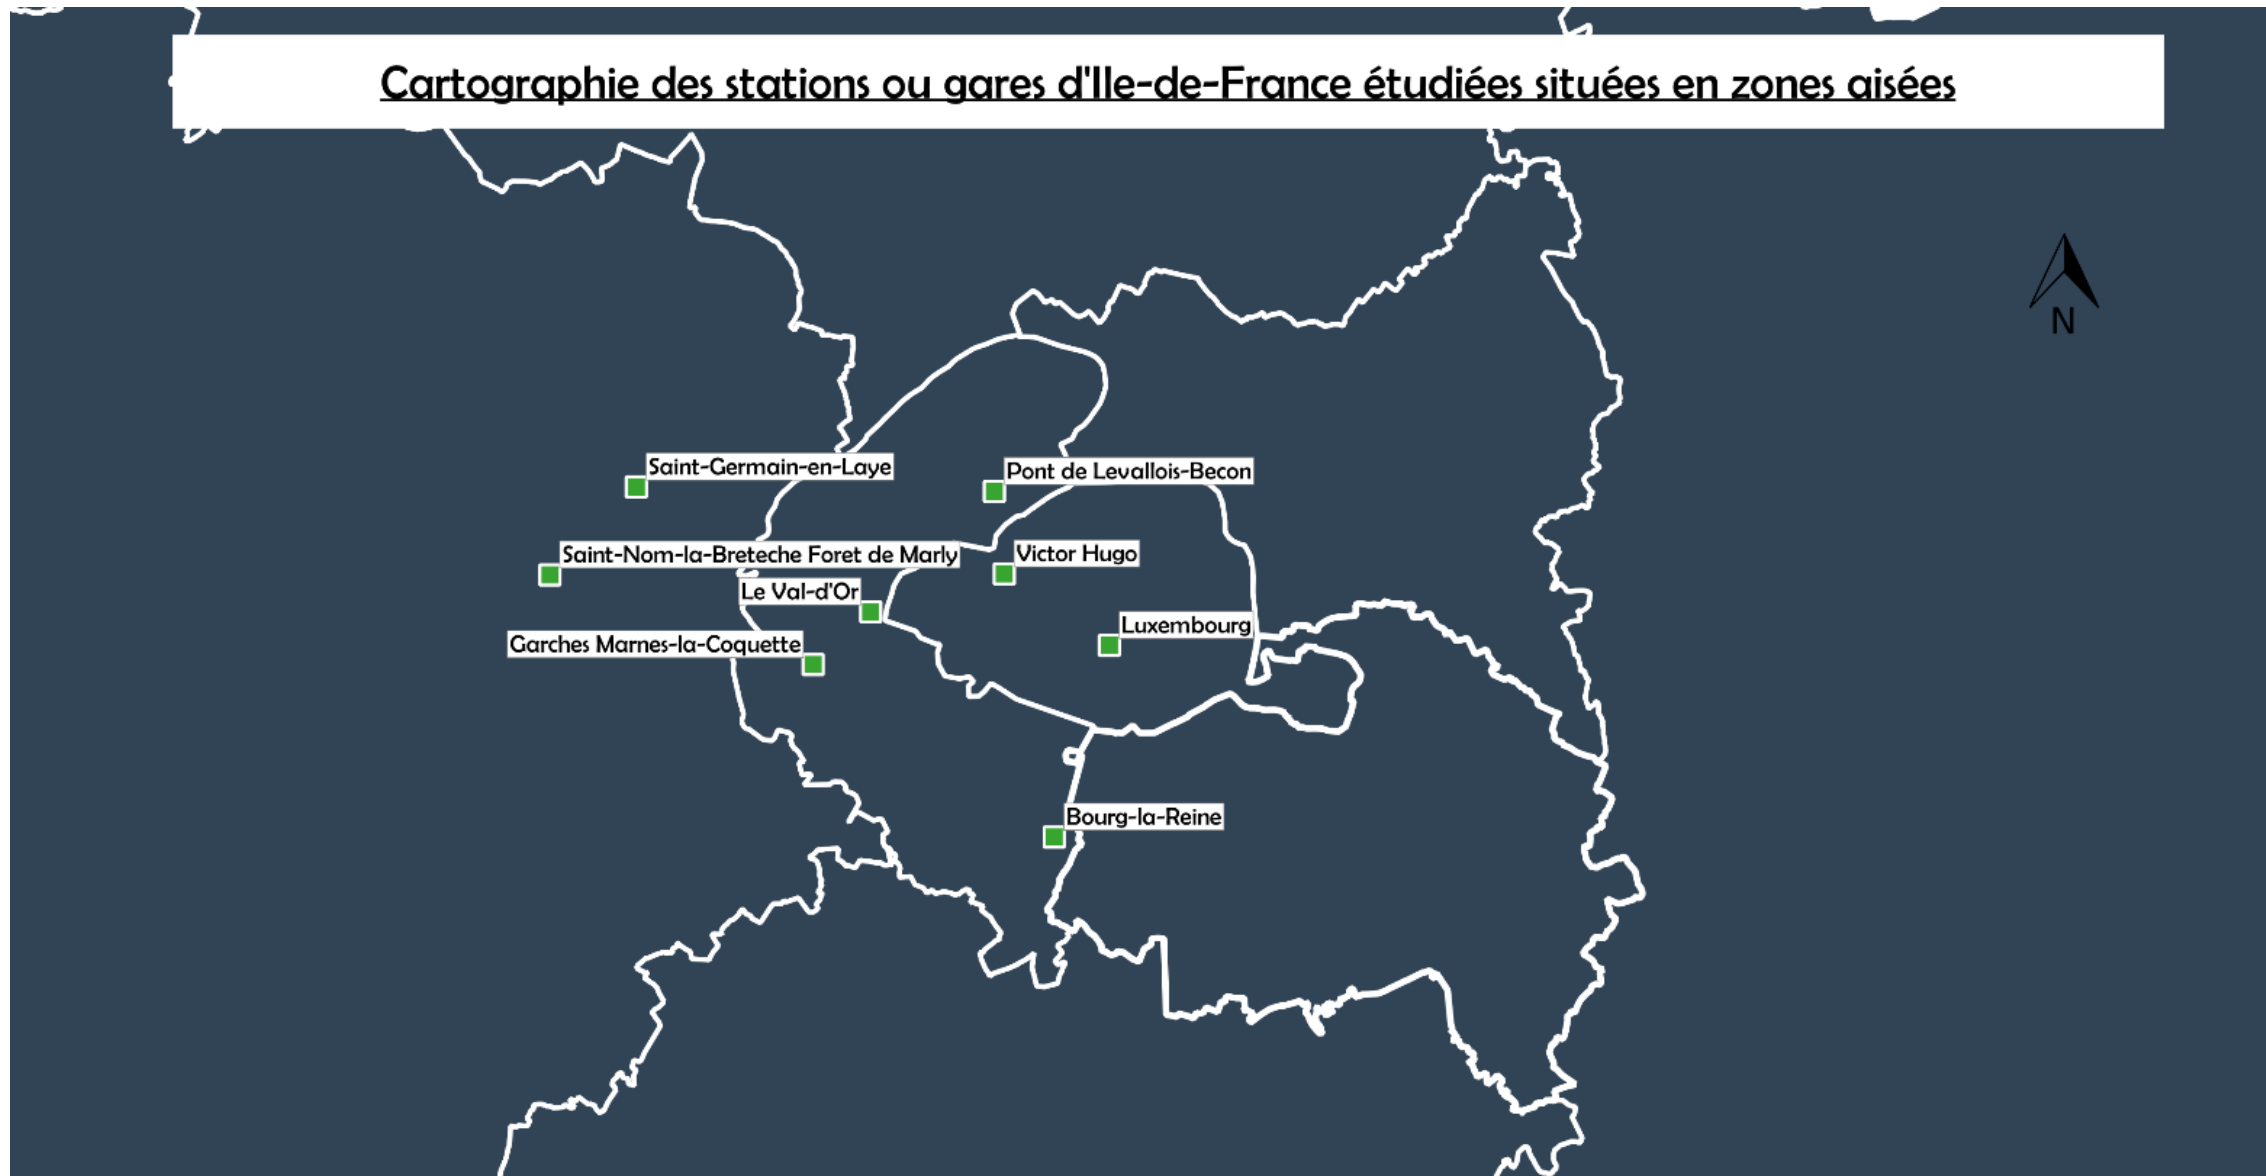 Cartographie des stations ou gares d'Ile-de-France étudiées situées en zones aisées
N
Saint-Germain-en-Laye
Pont de Levallois-Becon
Saint-Nom-la-Breteche Foret de Marly
Victor Hugo
Le Val-d'Or
Luxembourg
Garches Marnes-la-Coquette
Bourg-la-Reine